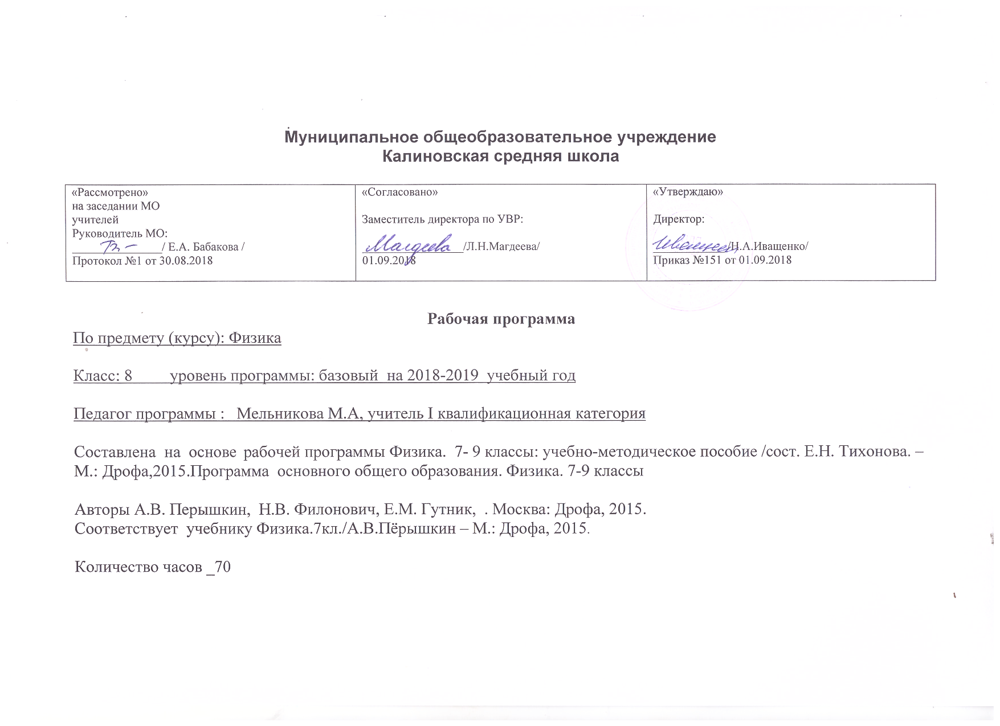 Муниципальное общеобразовательное учреждение
Калиновская средняя школа
«Рассмотрено»
на заседании МО
учителей
Руководитель МО:
/ Е.А. Бабакова /
Протокол №1 от 30.08.2018
«Согласовано»
Заместитель директора по УВР:
Магдеева /Л.Н.Магдеева/
01.09.2018
«Утверждаю»
Директор:
/Н.А.Иващенко/
Приказ №151 от 01.09.2018
Рабочая программа
По предмету (курсу): Физика
Класс: 8 уровень программы: базовый на 2018-2019 учебный год
Педагог программы : Мельникова М.А, учитель I квалификационная категория
Составлена на основе рабочей программы Физика. 7- 9 классы: учебно-методическое пособие /сост. Е.Н. Тихонова. –
М.: Дрофа,2015.Программа основного общего образования. Физика. 7-9 классы
Авторы А.В. Перышкин, Н.В. Филонович, Е.М. Гутник, . Москва: Дрофа, 2015.
Соответствует учебнику Физика.7кл./А.В.Пёрышкин – М.: Дрофа, 2015.
Количество часов _70